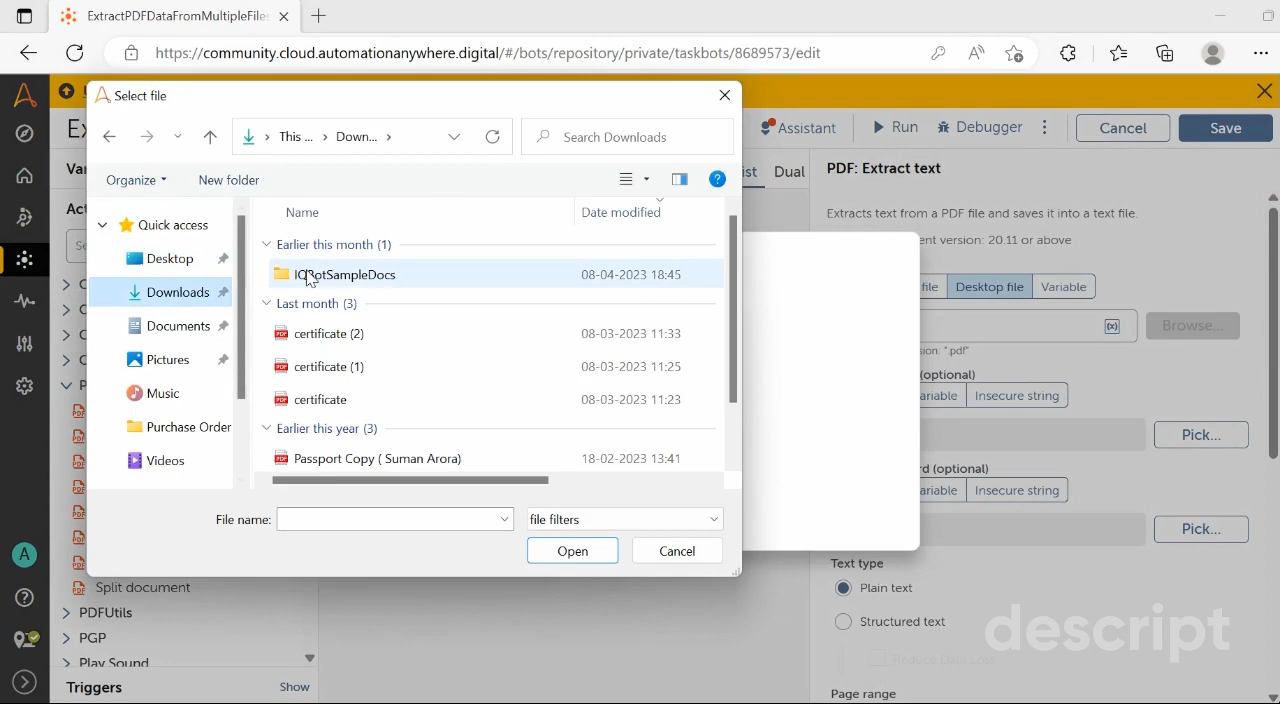 ExtractPDFDataFromMultipleFiles
https://community.cloud.automationanywhere.digital/#/bots/repository/private/taskbots/8689573/edit
Select file
This ... > Down... >
Search Downloads
Organize
New folder
Assistant
Run
Debugger
Cancel
Save
Name
Date modified
Quick access
Desktop
Downloads
Documents
Pictures
Music
Purchase Order
Videos
Earlier this month (1)
IQBotSampleDocs 08-04-2023 18:45
Last month (3)
certificate (2) 08-03-2023 11:33
certificate (1) 08-03-2023 11:25
certificate 08-03-2023 11:23
Earlier this year (3)
Passport Copy ( Suman Arora) 18-02-2023 13:41
File name:
file filters
Open
Cancel
Dual
PDF: Extract text
Extracts text from a PDF file and saves it into a text file.
version: 20.11 or above
file
Desktop file
Variable
Browse...
".pdf"
(optional)
Insecure string
Pick...
(optional)
Insecure string
Pick...
Text type
Plain text
Structured text
Reduce Data Loss
Page range
Split document
PDFUtils
PGP
Play Sound
Triggers
Show
A
descript